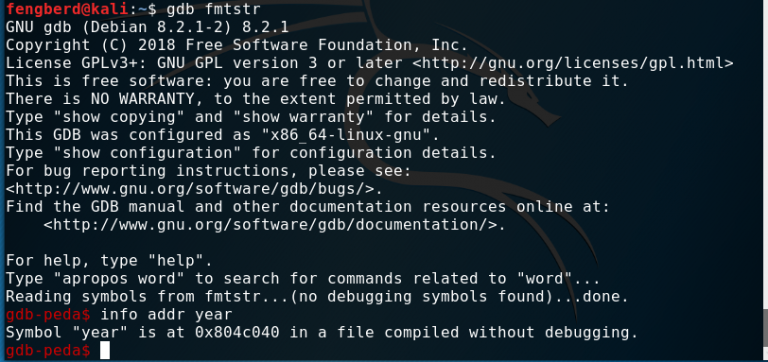 fengberd@kali:~$ gdb fmtstr
GNU gdb (Debian 8.2.1-2) 8.2.1
Copyright (C) 2018 Free Software Foundation, Inc.
License GPLv3+: GNU GPL version 3 or later <http://gnu.org/licenses/gpl.html>
This is free software: you are free to change and redistribute it.
There is NO WARRANTY, to the extent permitted by law.
Type "show copying" and "show warranty" for details.
This GDB was configured as "x86_64-linux-gnu".
Type "show configuration" for configuration details.
For bug reporting instructions, please see:
<http://www.gnu.org/software/gdb/bugs/>.
Find the GDB manual and other documentation resources online at:
    <http://www.gnu.org/software/gdb/documentation/>.

For help, type "help".
Type "apropos word" to search for commands related to "word"...
Reading symbols from fmtstr...(no debugging symbols found)...done.
gdb-peda$ info addr year
Symbol "year" is at 0x804c040 in a file compiled without debugging.
gdb-peda$